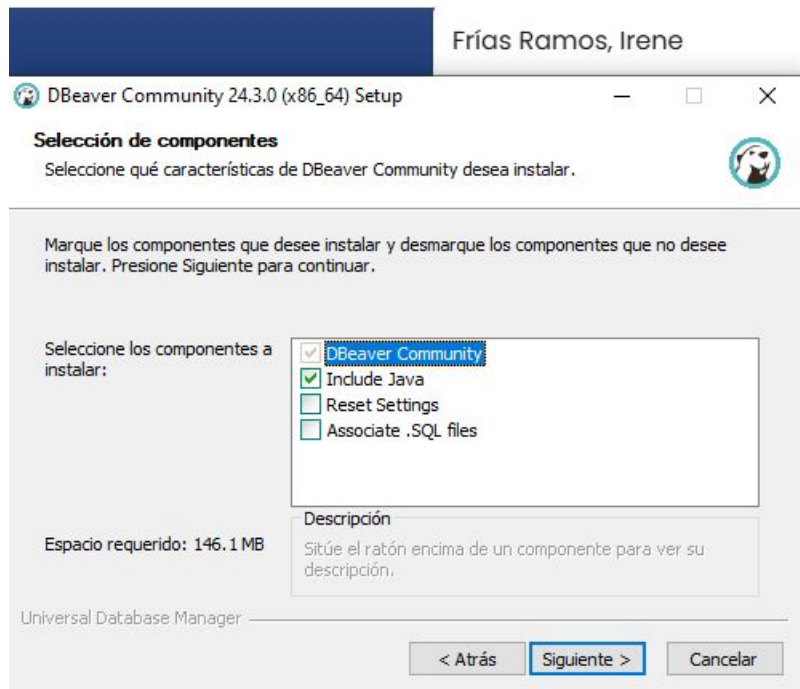 Frías Ramos, Irene
DBeaver Community 24.3.0 (x86_64) Setup
Selección de componentes
Seleccione qué características de DBeaver Community desea instalar.
Marque los componentes que desee instalar y desmarque los componentes que no desee
instalar. Presione Siguiente para continuar.
Seleccione los componentes a
instalar:
DBeaver Community
Include Java
Reset Settings
Associate .SQL files
Espacio requerido: 146.1 MB
Descripción
Sitúe el ratón encima de un componente para ver su
descripción.
Universal Database Manager
< Atrás
Siguiente >
Cancelar